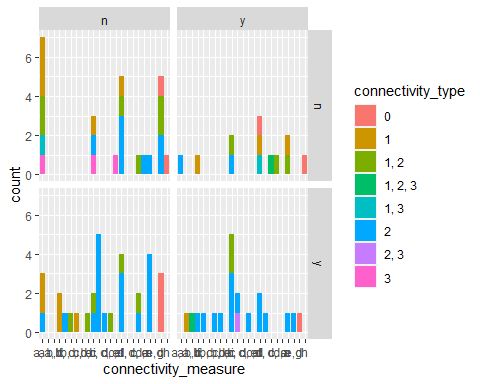 n
y
6
4
2
0
n
6
4
2
0
y
count
connectivity_measure
connectivity_type
0
1
1, 2
1, 2, 3
1, 3
2
2, 3
3